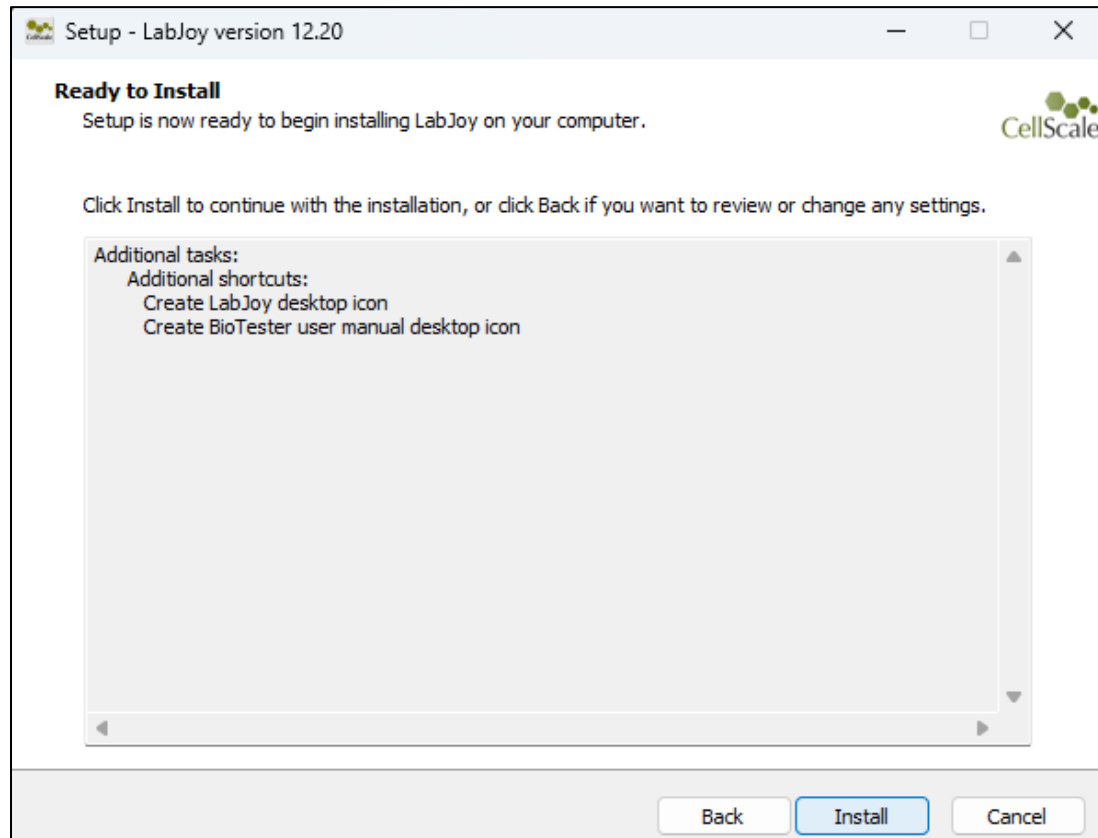 Setup - LabJoy version 12.20
Ready to Install
Setup is now ready to begin installing LabJoy on your computer.
CellScale
Click Install to continue with the installation, or click Back if you want to review or change any settings.
Additional tasks:
Additional shortcuts:
Create LabJoy desktop icon
Create BioTester user manual desktop icon
Back
Install
Cancel